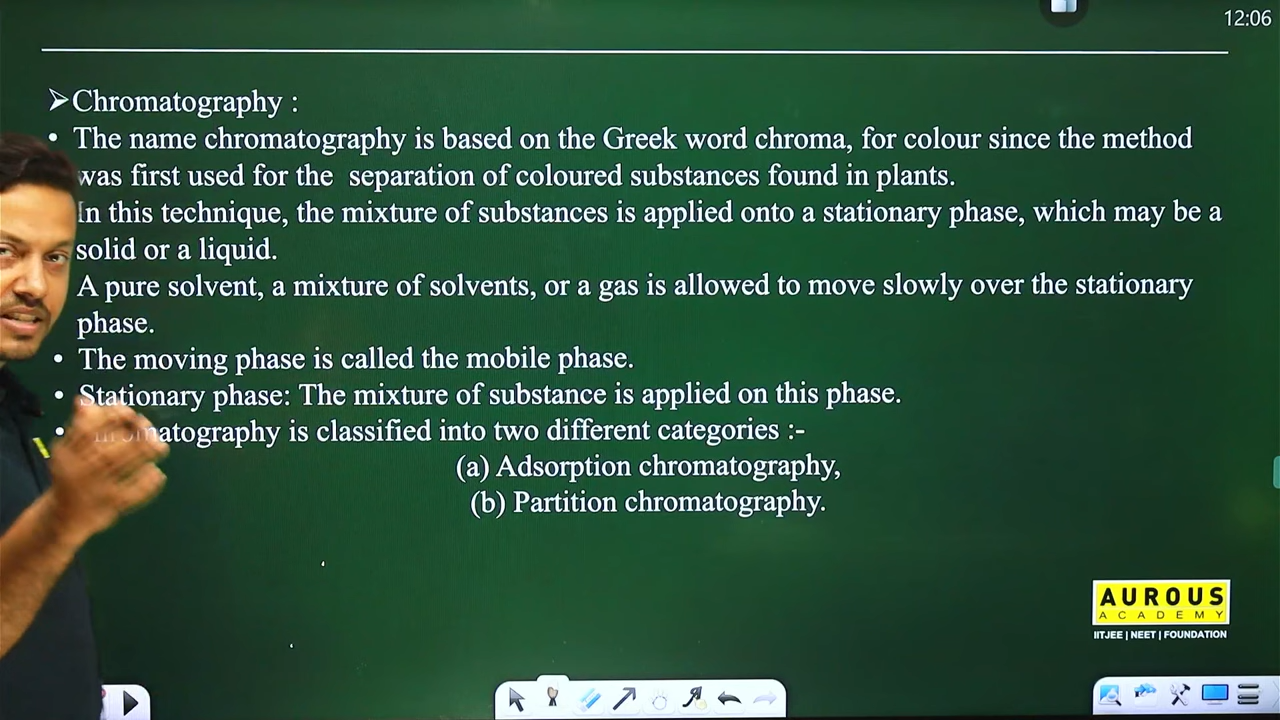 12:06
➢Chromatography :
• The name chromatography is based on the Greek word chroma, for colour since the method
was first used for the separation of coloured substances found in plants.
In this technique, the mixture of substances is applied onto a stationary phase, which may be a
solid or a liquid.
A pure solvent, a mixture of solvents, or a gas is allowed to move slowly over the stationary
phase.
• The moving phase is called the mobile phase.
• Stationary phase: The mixture of substance is applied on this phase.
• hromatography is classified into two different categories :-
(a) Adsorption chromatography,
(b) Partition chromatography.
AUROUS
ACADEMY
IITJEE | NEET | FOUNDATION